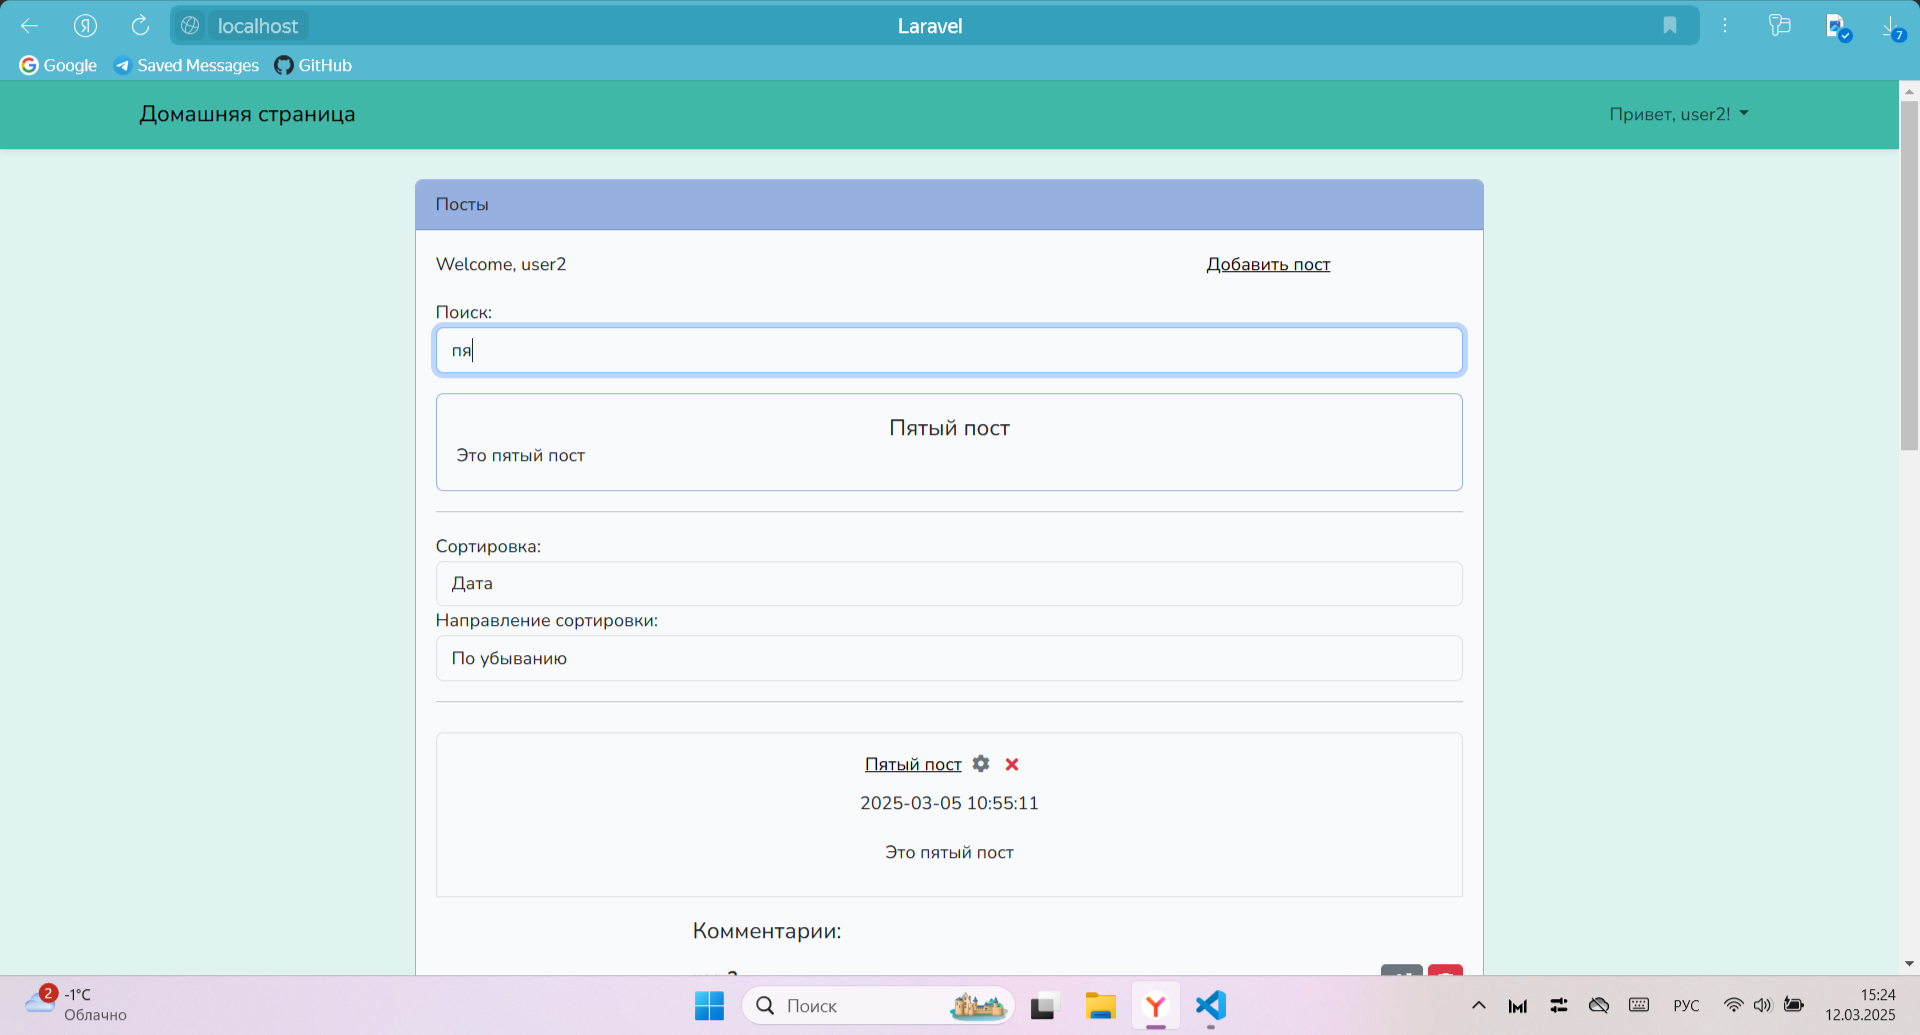 localhost
Laravel
7
Google
Saved Messages
GitHub
Домашняя страница
Привет, user2!
Посты
Welcome, user2
Добавить пост
Поиск:
пя
Пятый пост
Это пятый пост
Сортировка:
Дата
Направление сортировки:
По убыванию
Пятый пост
2025-03-05 10:55:11
Это пятый пост
Комментарии:
2
-1°C
Облачно
Поиск
РУС
15:24
12.03.2025